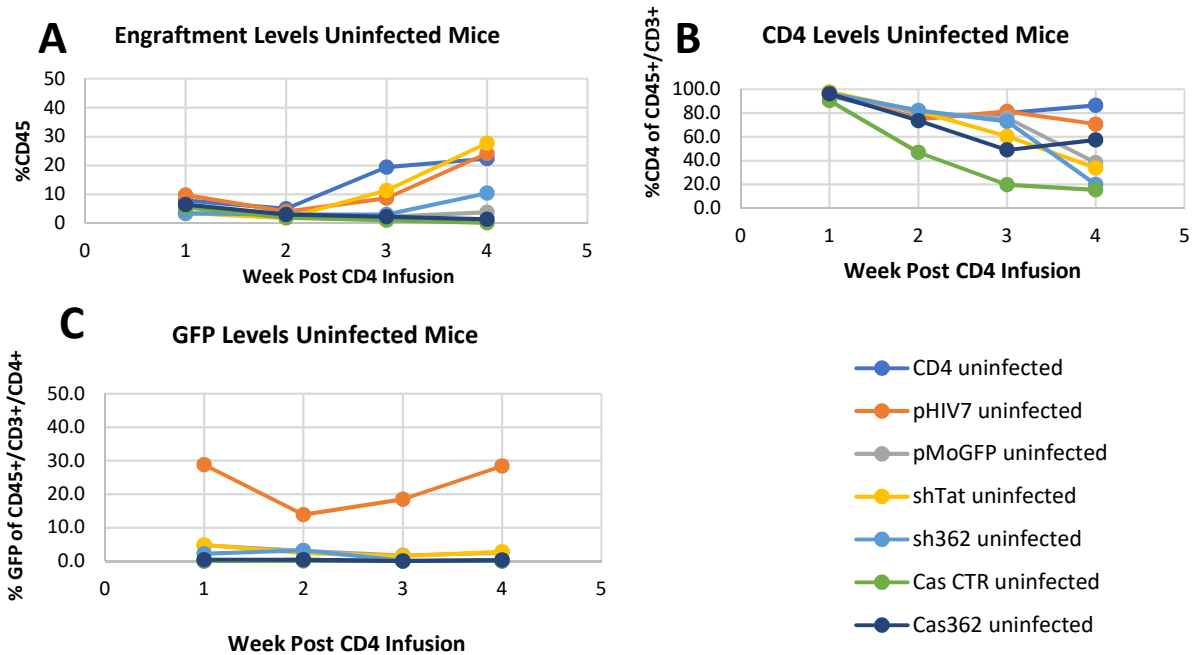 A
Engraftment Levels Uninfected Mice
%CD45
50
40
30
20
10
0
0 1 2 3 4 5
Week Post CD4 Infusion
B
CD4 Levels Uninfected Mice
%CD4 of CD45+/CD3+
100.0
80.0
60.0
40.0
20.0
0.0
0 1 2 3 4 5
Week Post CD4 Infusion
C
GFP Levels Uninfected Mice
% GFP of CD45+/CD3+/CD4+
50.0
40.0
30.0
20.0
10.0
0.0
0 1 2 3 4 5
Week Post CD4 Infusion
CD4 uninfected
pHIV7 uninfected
pMoGFP uninfected
shTat uninfected
sh362 uninfected
Cas CTR uninfected
Cas362 uninfected